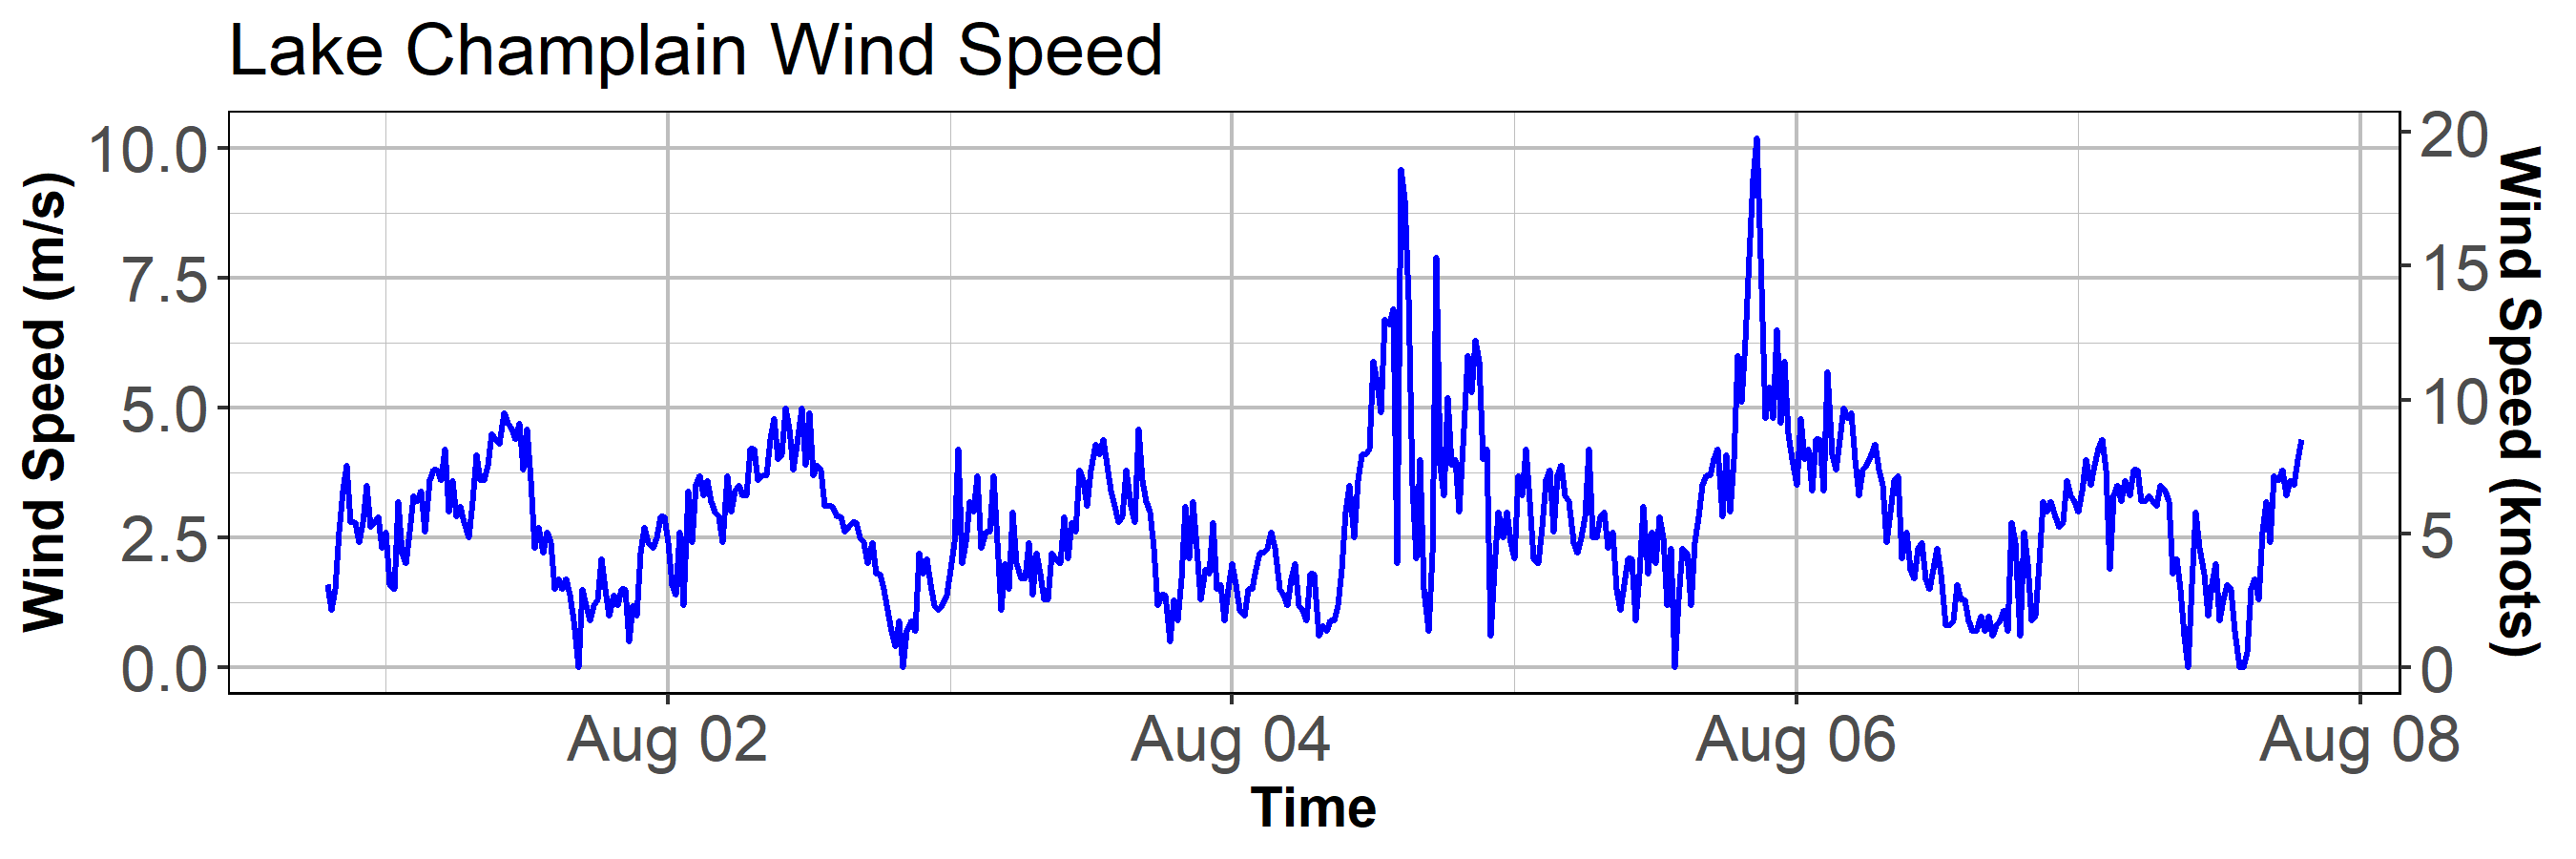 Lake Champlain Wind Speed
Wind Speed (m/s)
10.0
7.5
5.0
2.5
0.0
20
15
10
5
0
Wind Speed (knots)
Aug 02
Aug 04
Aug 06
Aug 08
Time